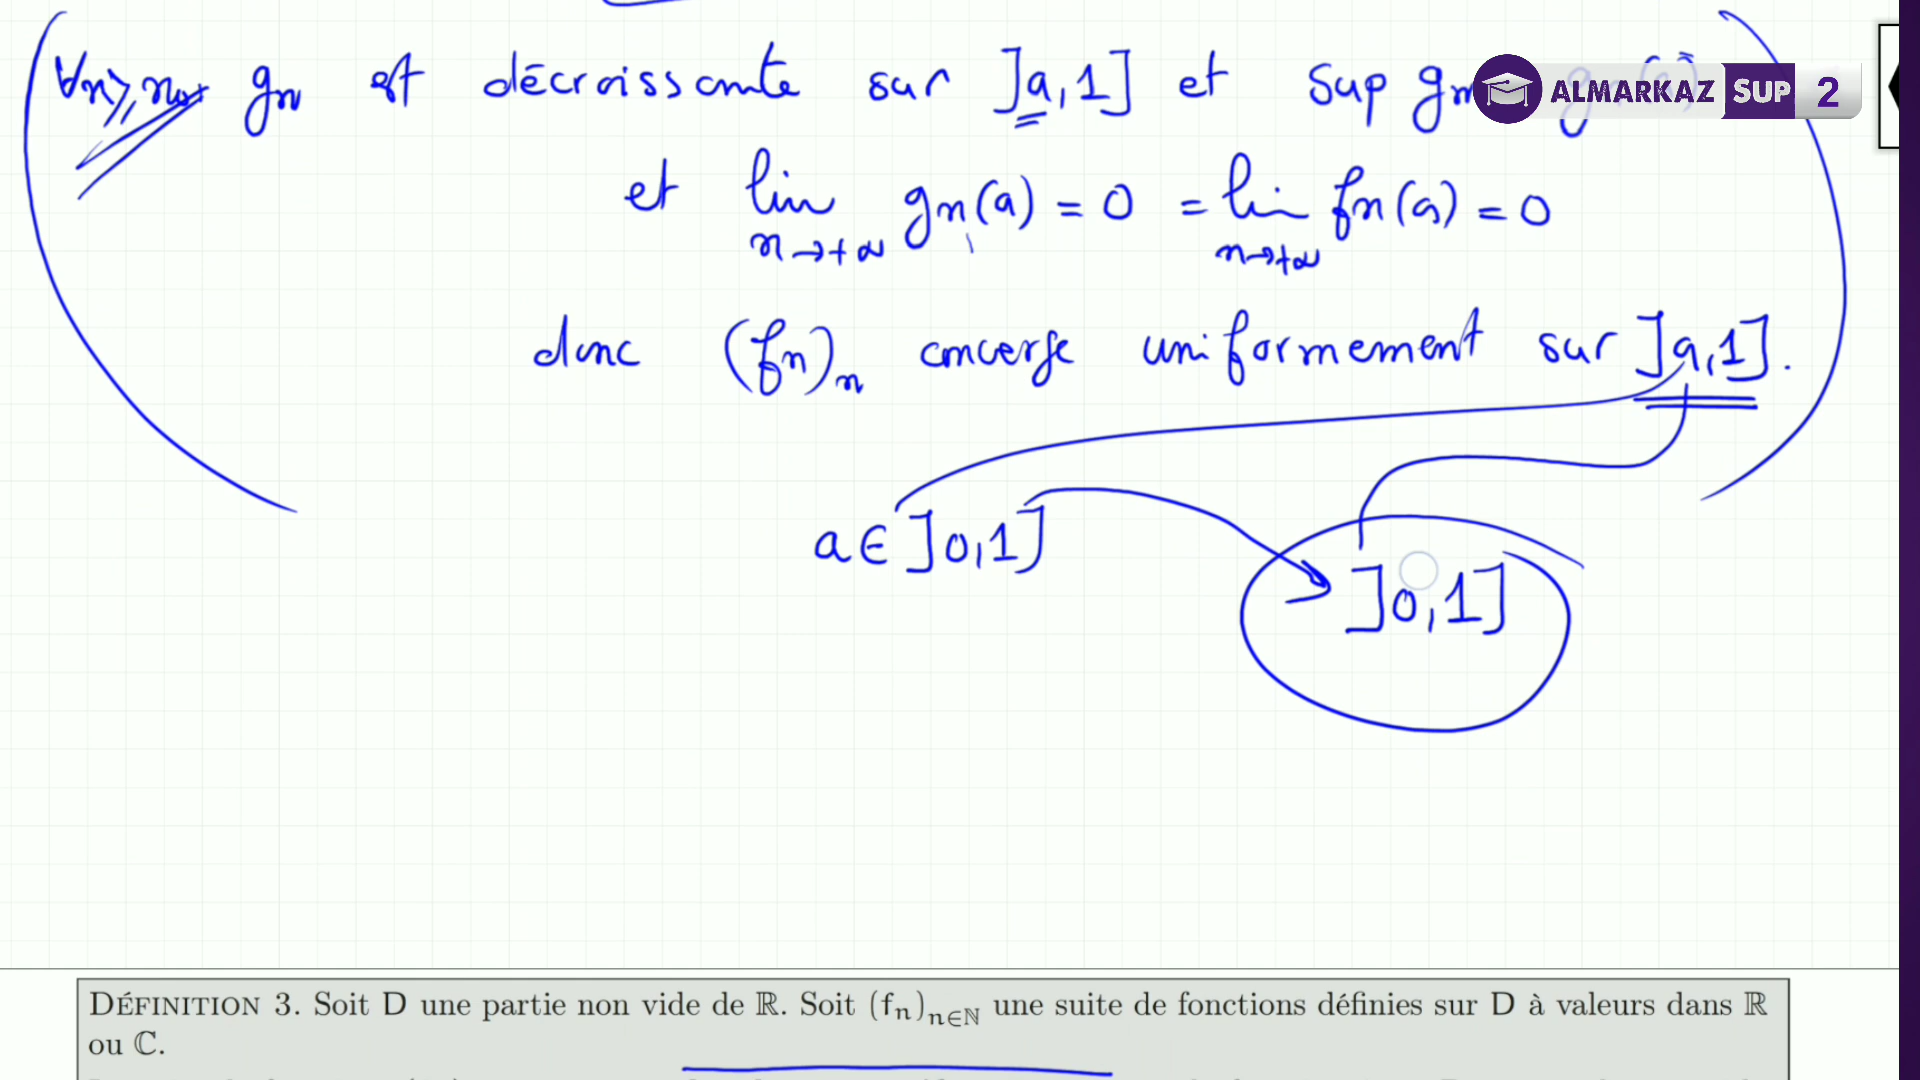 ∀n⩾n₀ gn est décroissante sur ]a,1] et sup gn
ALMARKAZ SUP 2
et lim gn(a) = 0 = lim fn(a) = 0
n→+∞ n→+∞
donc (fn)n converge uniformement sur ]a,1].
a∈]0,1]
]0,1]
DÉFINITION 3. Soit D une partie non vide de ℝ. Soit (fn)n∈ℕ une suite de fonctions définies sur D à valeurs dans ℝ
ou ℂ.